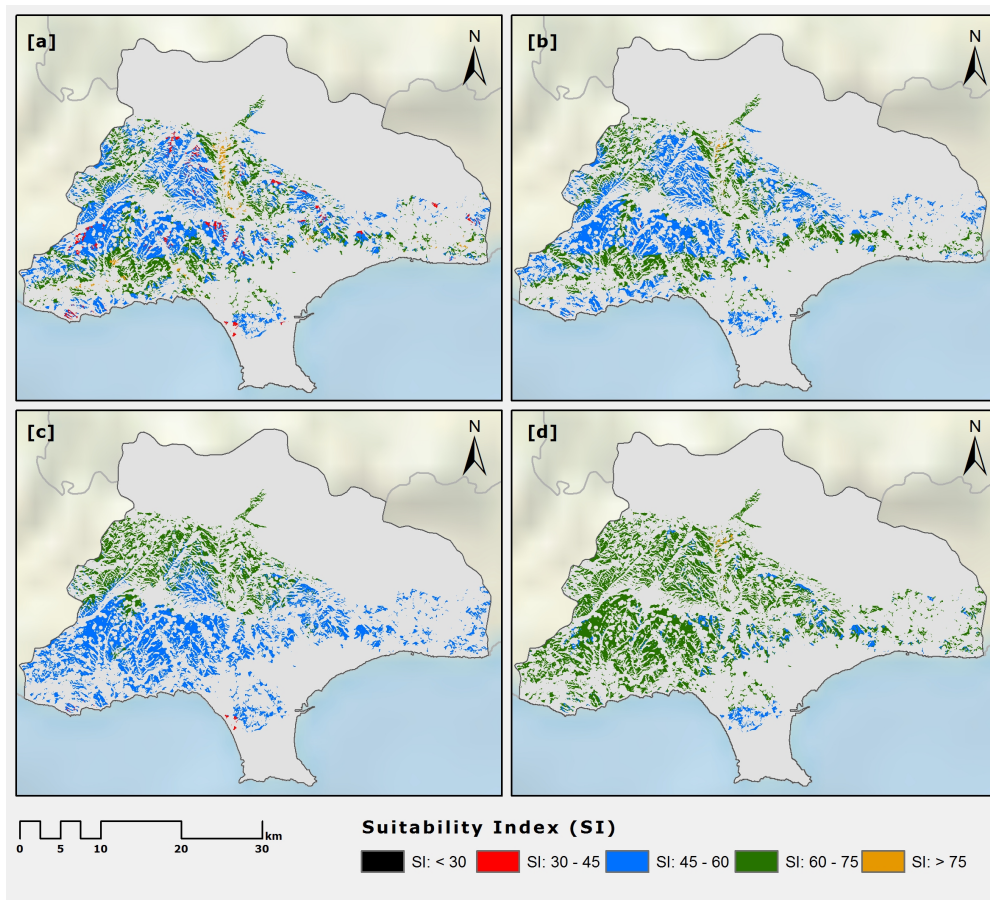 [a]
N
[b]
N
[c]
N
[d]
N
0 5 10 20 30 km
Suitability Index (SI)
SI: < 30
SI: 30 - 45
SI: 45 - 60
SI: 60 - 75
SI: > 75